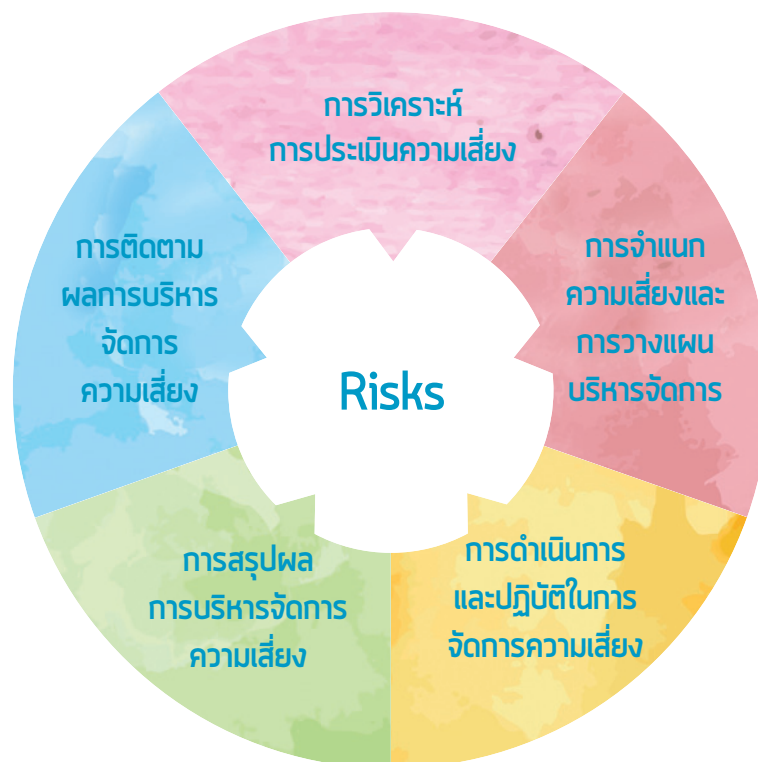 การวิเคราะห์
การประเมินความเสี่ยง
การจำแนก
ความเสี่ยงและ
การวางแผน
บริหารจัดการ
การดำเนินการ
และปฏิบัติในการ
จัดการความเสี่ยง
การสรุปผล
การบริหารจัดการ
ความเสี่ยง
การติดตาม
ผลการบริหาร
จัดการ
ความเสี่ยง
Risks